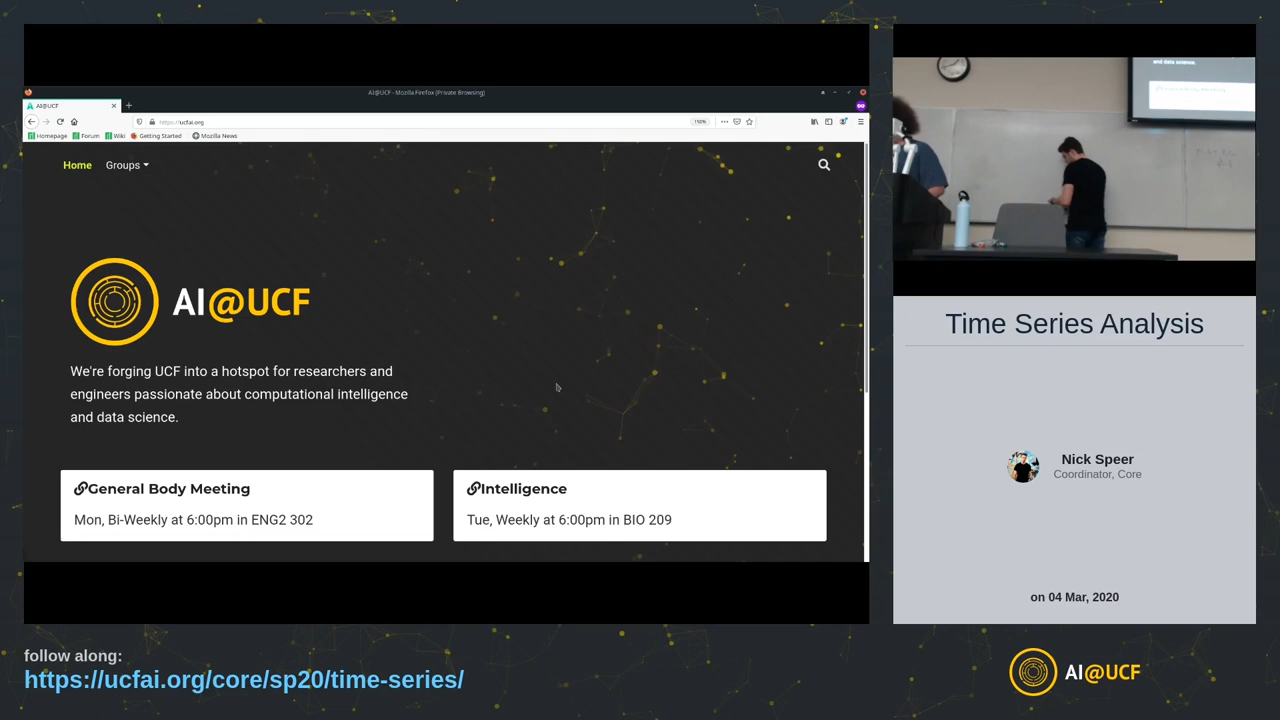 AI@UCF - Mozilla Firefox (Private Browsing)
AI@UCF
https://ucfai.org
150%
Homepage
Forum
Wiki
Getting Started
Mozilla News
Home
Groups
AI@UCF
We're forging UCF into a hotspot for researchers and
engineers passionate about computational intelligence
and data science.
General Body Meeting
Mon, Bi-Weekly at 6:00pm in ENG2 302
Intelligence
Tue, Weekly at 6:00pm in BIO 209
and data science.
Time Series Analysis
Nick Speer
Coordinator, Core
on 04 Mar, 2020
follow along:
https://ucfai.org/core/sp20/time-series/
AI@UCF